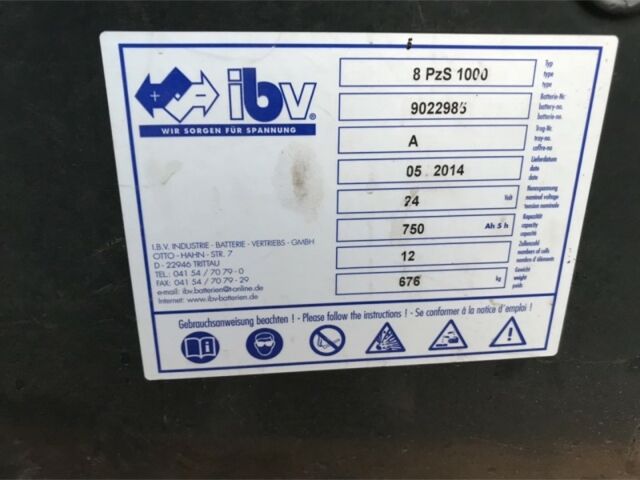 ibv®
WIR SORGEN FÜR SPANNUNG
I.B.V. INDUSTRIE - BATTERIE - VERTRIEBS - GMBH
OTTO - HAHN - STR. 7
D - 22946 TRITTAU
TEL.: 041 54 / 70 79 - 0
FAX: 041 54 / 70 79 - 29
e-mail: ibv.batterien@t-online.de
Internet: www.ibv-batterien.de
8 PzS 1000
Typ
type
type
9022985
Batterie-Nr.
battery-no.
batterie-no.
A
Trog-Nr.
tray-no.
coffre-no
05 . 2014
Lieferdatum
date
date
24 Volt
Nennspannung
nominal voltage
tension nominale
750 Ah 5 h
Kapazität
capacity
capacité
12
Zellenzahl
numbers of cells
numbre d'éléments
676 kg
Gewicht
weight
poids
Gebrauchsanweisung beachten ! - Please follow the instructions ! - Se conformer à la notice d'emploi !